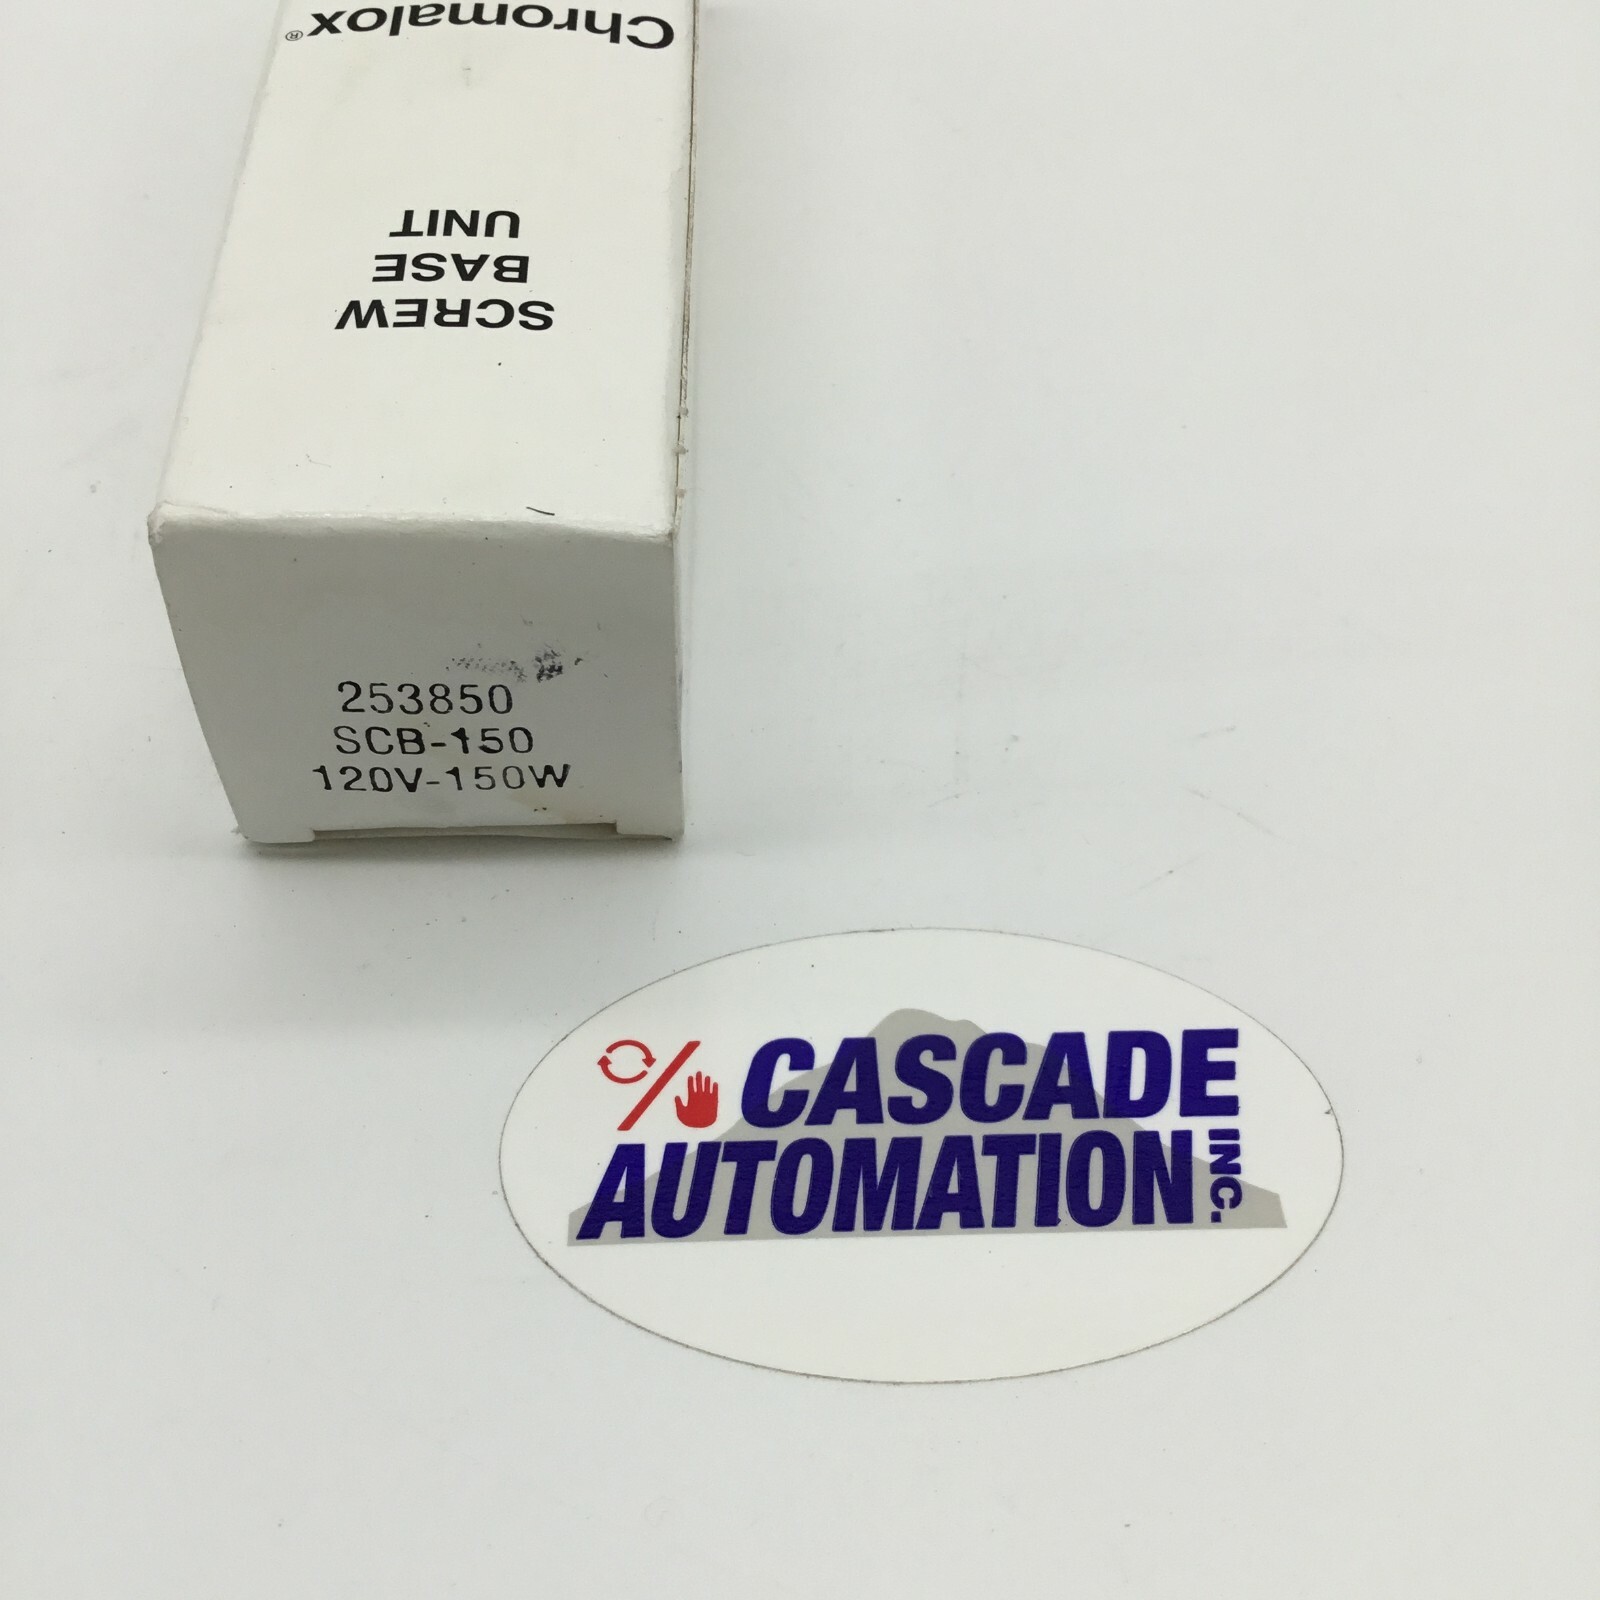 Chromalox®
SCREW
BASE
UNIT
253850
SCB-150
120V-150W
CASCADE
AUTOMATION INC.